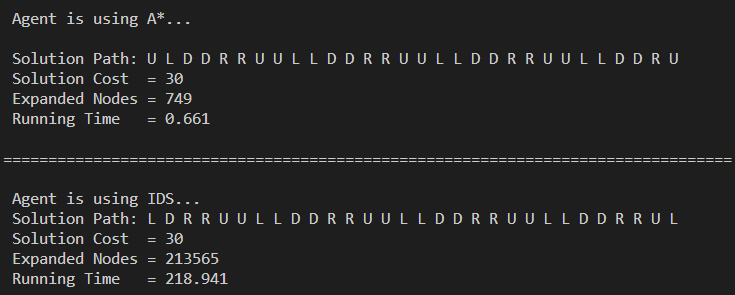 Agent is using A*...
Solution Path: U L D D R R U U L L D D R R U U L L D D R R U U L L D D R U
Solution Cost  = 30
Expanded Nodes = 749
Running Time   = 0.661
=================================================================================
Agent is using IDS...
Solution Path: L D R R U U L L D D R R U U L L D D R R U U L L D D R R U L
Solution Cost  = 30
Expanded Nodes = 213565
Running Time   = 218.941